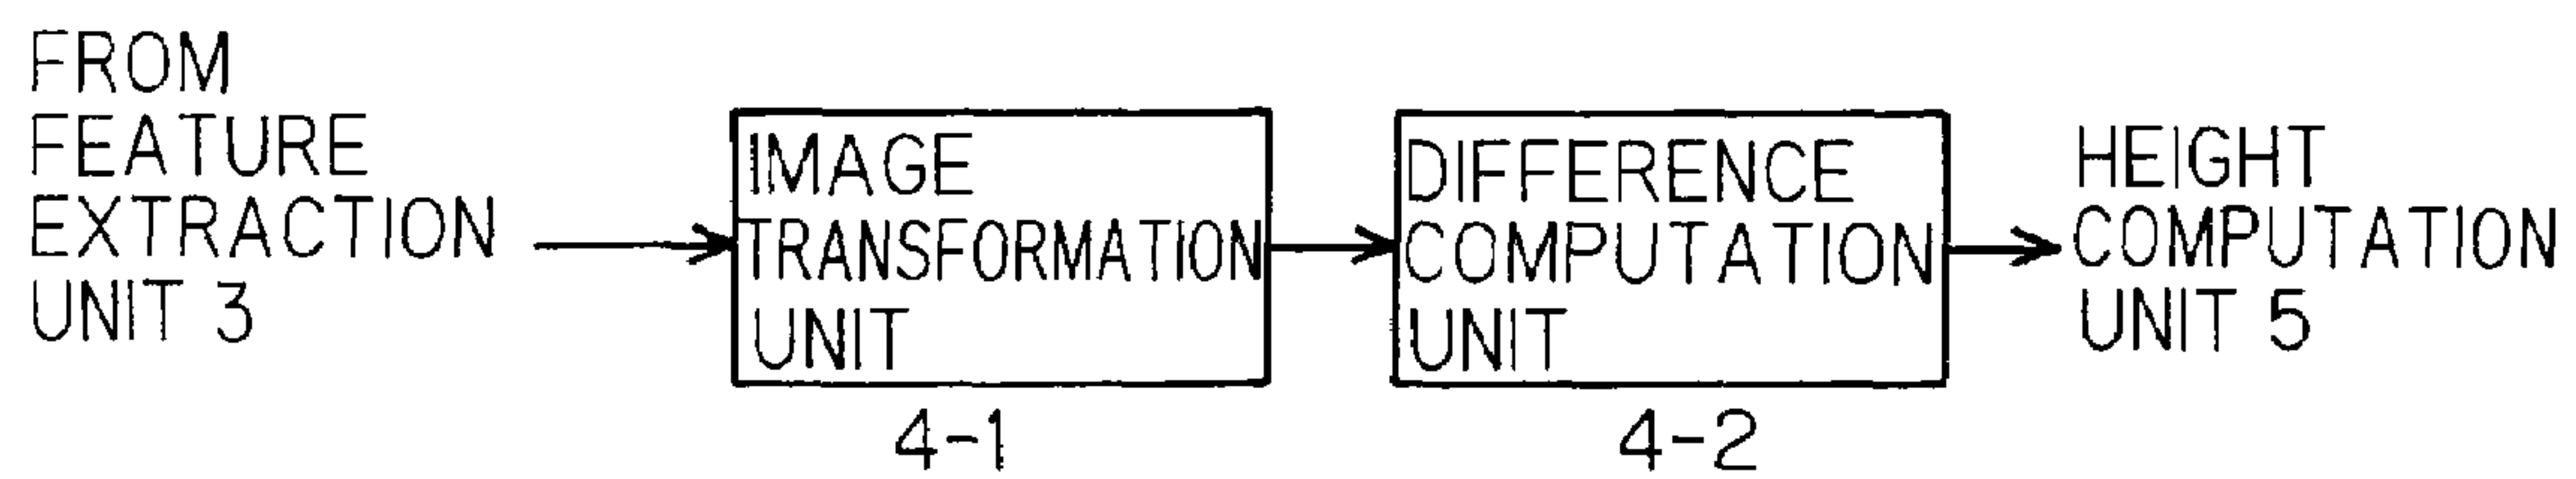 FROM
FEATURE
EXTRACTION
UNIT 3
IMAGE
TRANSFORMATION
UNIT
4-1
DIFFERENCE
COMPUTATION
UNIT
4-2
HEIGHT
COMPUTATION
UNIT 5